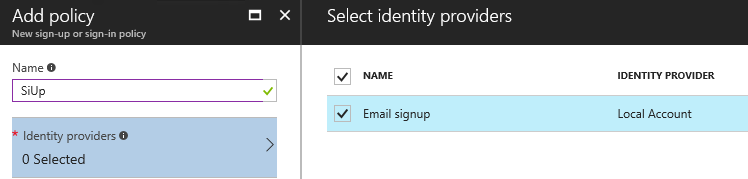 Add policy
New sign-up or sign-in policy
Name
SiUp
* Identity providers
0 Selected
Select identity providers
NAME IDENTITY PROVIDER
Email signup Local Account